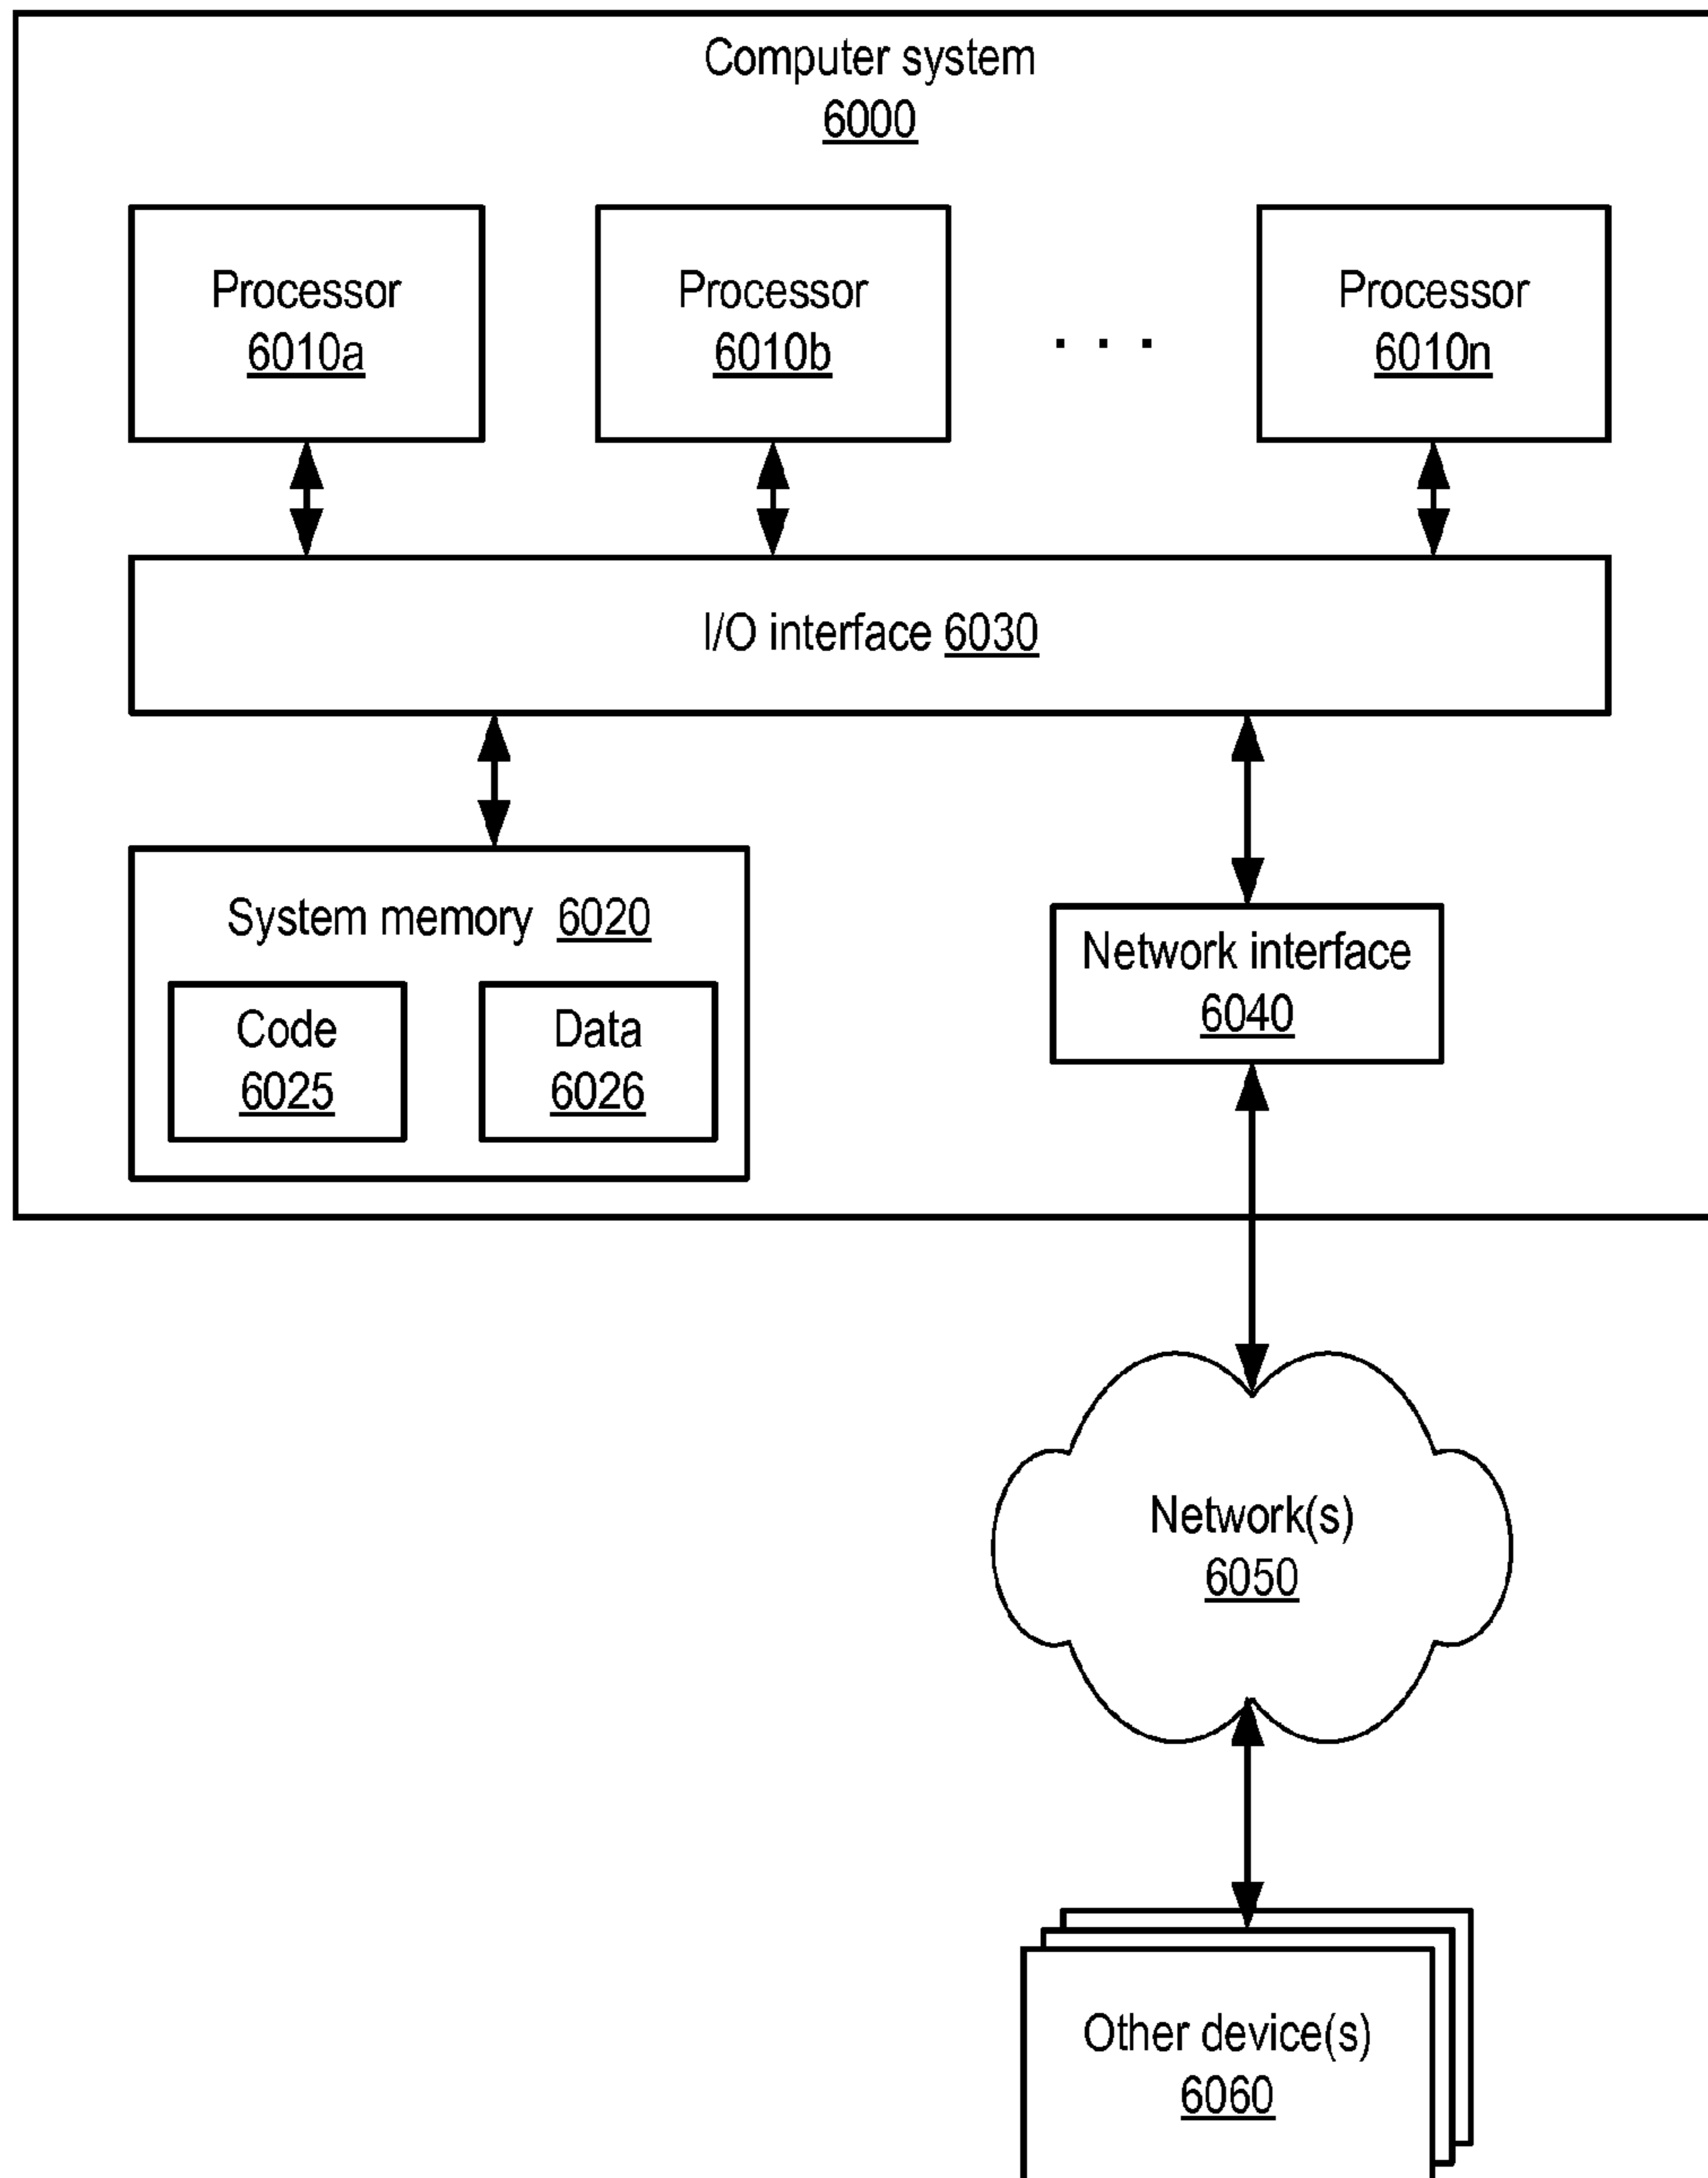 Computer system
6000
Processor
6010a
Processor
6010b
. . .
Processor
6010n
I/O interface 6030
System memory 6020
Code
6025
Data
6026
Network interface
6040
Network(s)
6050
Other device(s)
6060